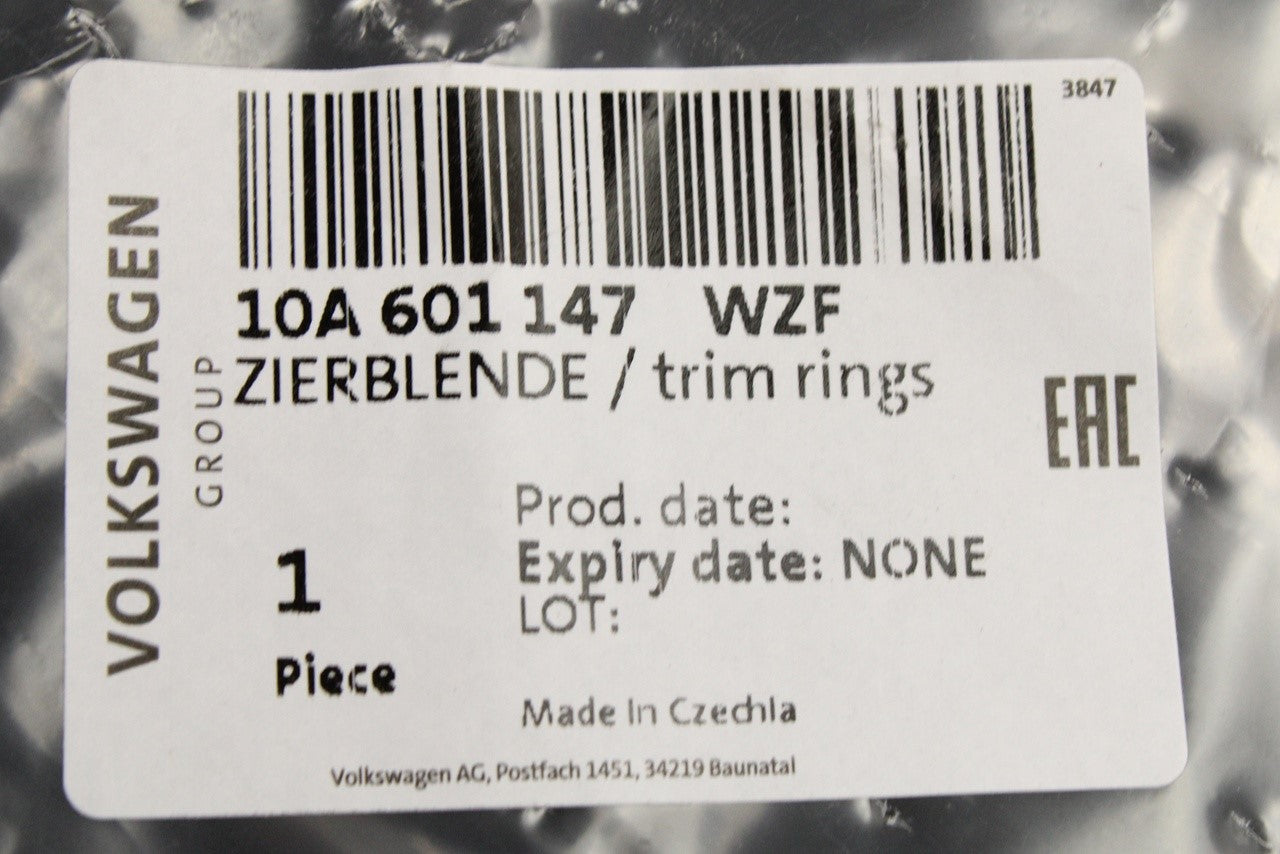 3847
VOLKSWAGEN
GROUP
10A 601 147 WZF
ZIERBLENDE / trim rings
EAC
Prod. date:
Expiry date: NONE
LOT:
1
Piece
Made in Czechia
Volkswagen AG, Postfach 1451, 34219 Baunatal